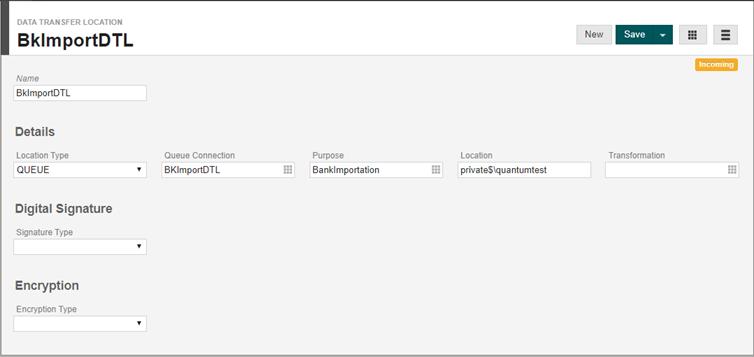 DATA TRANSFER LOCATION
BkImportDTL
New
Save
Incoming
Name
BkImportDTL
Details
Location Type
Queue Connection
Purpose
Location
Transformation
QUEUE
BKImportDTL
BankImportation
private$\quantumtest
Digital Signature
Signature Type
Encryption
Encryption Type